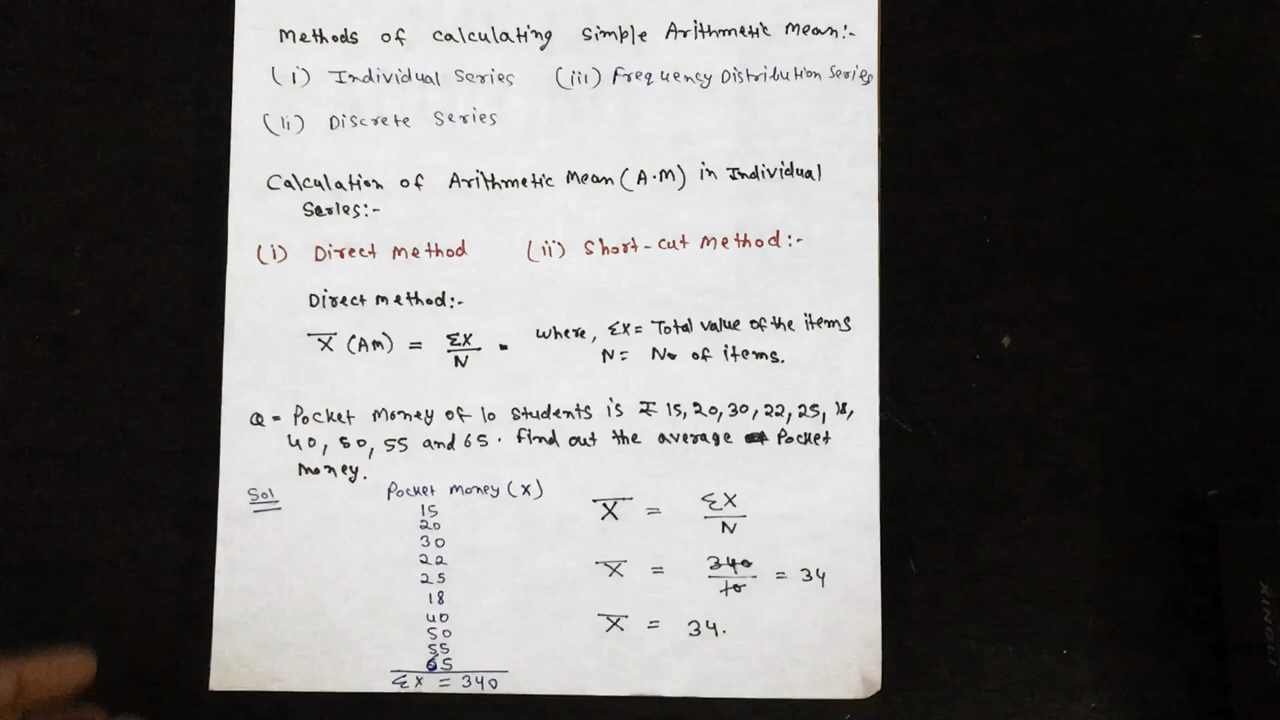 Methods of calculating Simple Arithmetic Mean:-
(i) Individual Series (iii) Frequency Distribution Series
(ii) Discrete Series
Calculation of Arithmetic Mean (A.M) in Individual
Series:-
(i) Direct Method (ii) Short-cut Method:-
Direct method:-
X̅ (AM) = ΣX/N where, ΣX = Total value of the items
N = No of items.
Q = Pocket Money of 10 students is ₹ 15, 20, 30, 22, 25, 18,
40, 50, 55 and 65. Find out the average Pocket
Money.
Sol
Pocket money (X)
15
20
30
22
25
18
40
50
55
65
ΣX = 340
X̅ = ΣX/N
X̅ = 340/10 = 34
X̅ = 34.